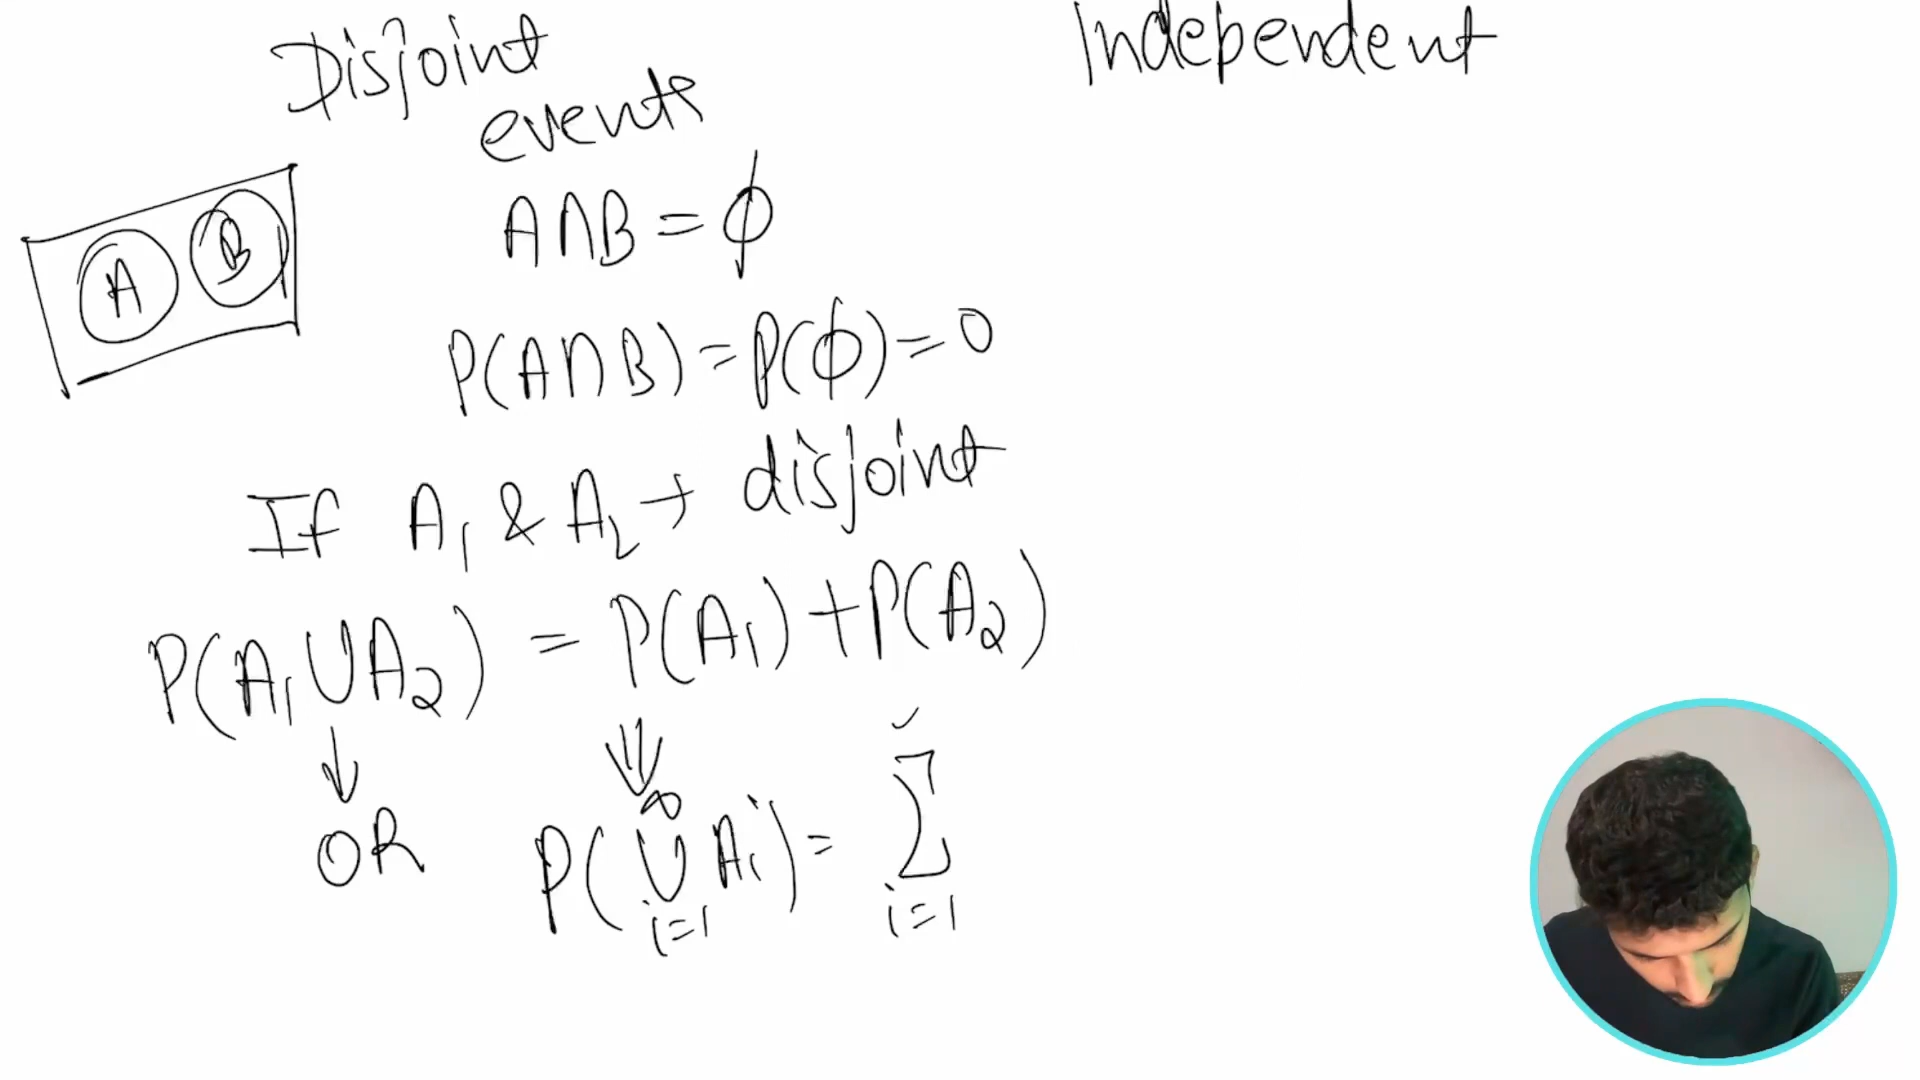 Disjoint
events
Independent
A
B
A∩B = ϕ
P(A∩B) = P(ϕ) = 0
If A₁ & A₂ → disjoint
P(A₁∪A₂) = P(A₁) + P(A₂)
↓
OR
∞
P(∪ Ai) = Σ
i=1 i=1